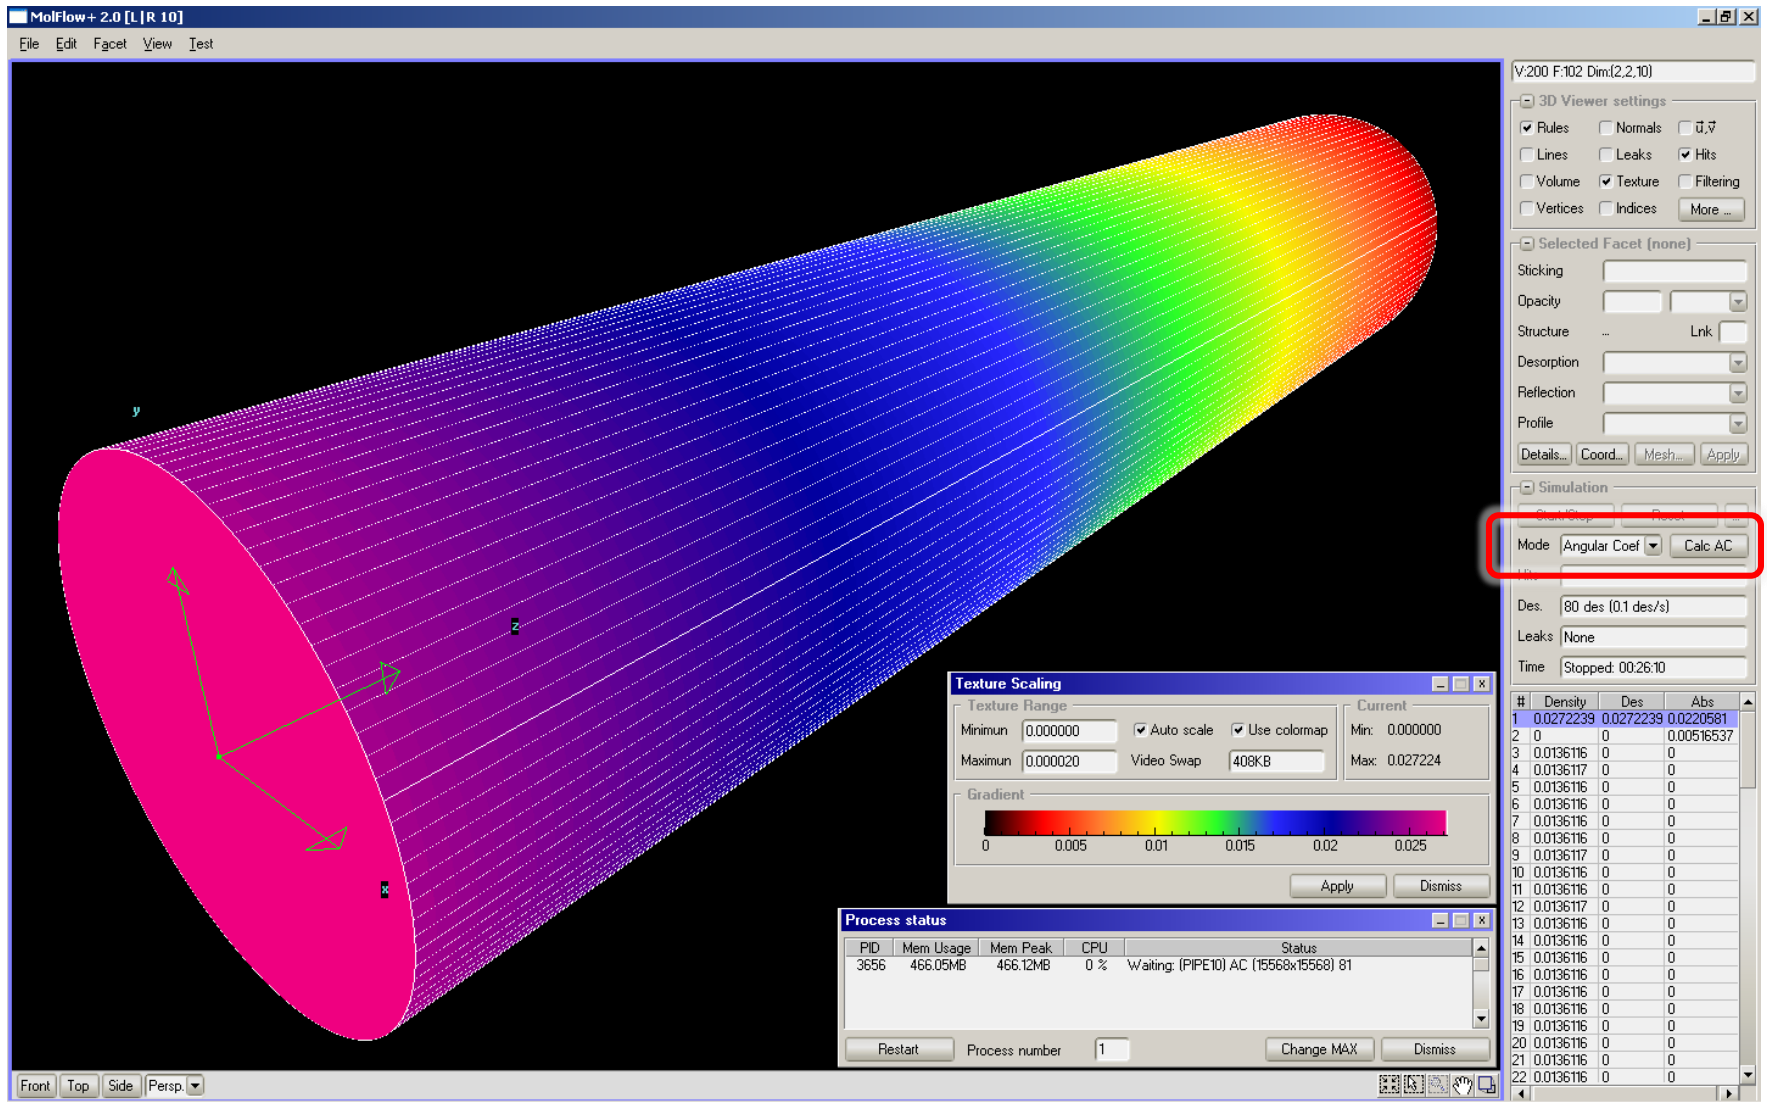 MolFlow+ 2.0 [L|R 10]
File Edit Facet View Test
V:200 F:102 Dim:(2,2,10)
3D Viewer settings
Rules Normals u,v
Lines Leaks Hits
Volume Texture Filtering
Vertices Indices More ...
Selected Facet (none)
Sticking
Opacity
Structure ... Lnk
Desorption
Reflection
Profile
Details... Coord... Mesh... Apply
Simulation
Start/Stop Reset ...
Mode Angular Coef Calc AC
Hits
Des. 80 des (0.1 des/s)
Leaks None
Time Stopped: 00:26:10
# Density Des Abs
1 0.0272239 0.0272239 0.0220581
2 0 0 0.00516537
3 0.0136116 0 0
4 0.0136117 0 0
5 0.0136116 0 0
6 0.0136116 0 0
7 0.0136116 0 0
8 0.0136116 0 0
9 0.0136117 0 0
10 0.0136116 0 0
11 0.0136116 0 0
12 0.0136117 0 0
13 0.0136116 0 0
14 0.0136116 0 0
15 0.0136116 0 0
16 0.0136116 0 0
17 0.0136116 0 0
18 0.0136116 0 0
19 0.0136116 0 0
20 0.0136116 0 0
21 0.0136116 0 0
22 0.0136116 0 0
y
z
x
Texture Scaling
Texture Range
Minimun 0.000000 Auto scale Use colormap
Maximun 0.000020 Video Swap 408KB
Current
Min: 0.000000
Max: 0.027224
Gradient
0 0.005 0.01 0.015 0.02 0.025
Apply Dismiss
Process status
PID Mem Usage Mem Peak CPU Status
3656 466.05MB 466.12MB 0 % Waiting: (PIPE10) AC (15568x15568) 81
Restart Process number 1 Change MAX Dismiss
Front Top Side Persp.